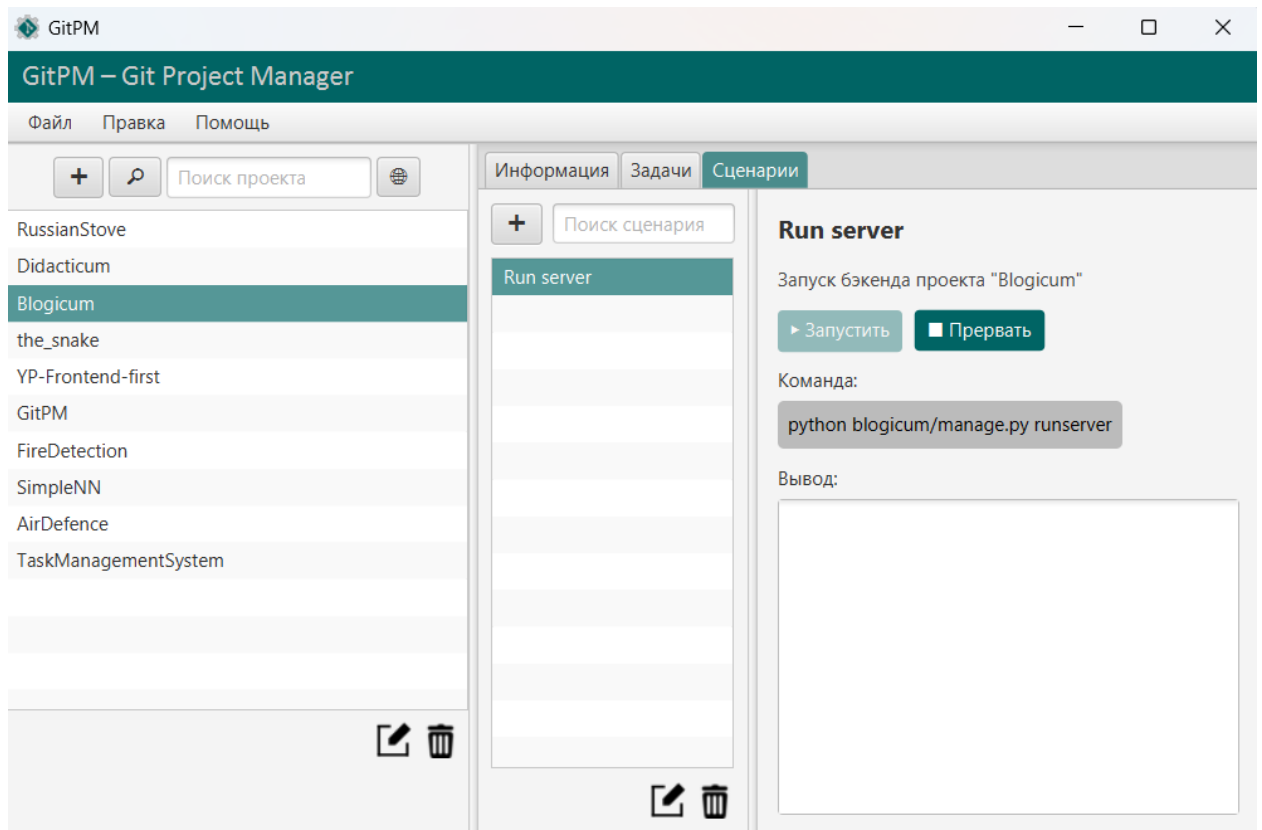 GitPM
GitPM – Git Project Manager
Файл Правка Помощь
Поиск проекта
RussianStove
Didacticum
Blogicum
the_snake
YP-Frontend-first
GitPM
FireDetection
SimpleNN
AirDefence
TaskManagementSystem
Информация Задачи Сценарии
Поиск сценария
Run server
Run server
Запуск бэкенда проекта "Blogicum"
Запустить Прервать
Команда:
python blogicum/manage.py runserver
Вывод: